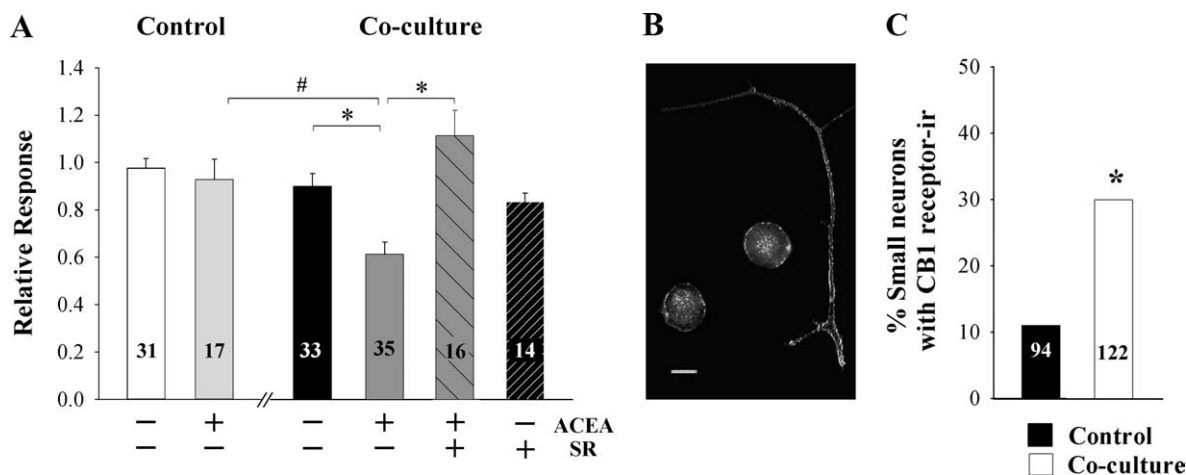 A
Control
Co-culture
Relative Response
1.4
1.2
1.0
0.8
0.6
0.4
0.2
0.0
#
*
*
31
17
33
35
16
14
//
− + − + + − ACEA
− − − − + + SR
B
C
% Small neurons
with CB1 receptor-ir
50
40
30
20
10
0
*
94
122
Control
Co-culture